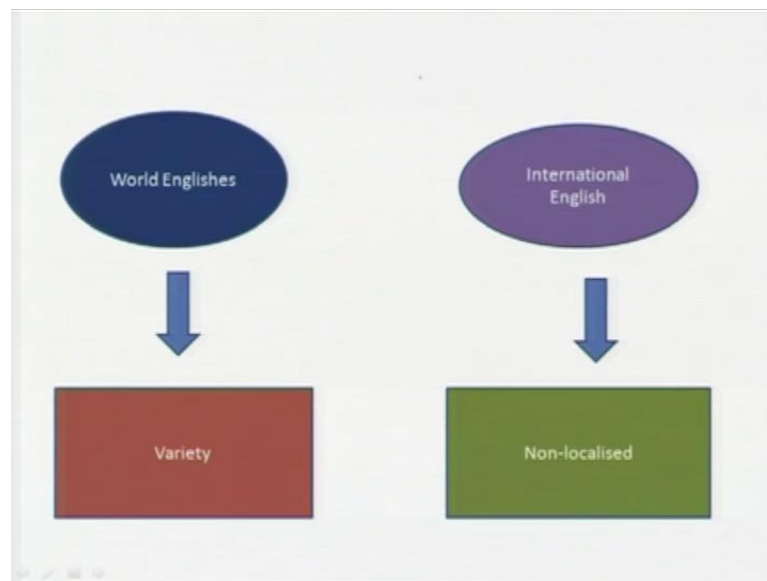 World Englishes
International
English
Variety
Non-localised